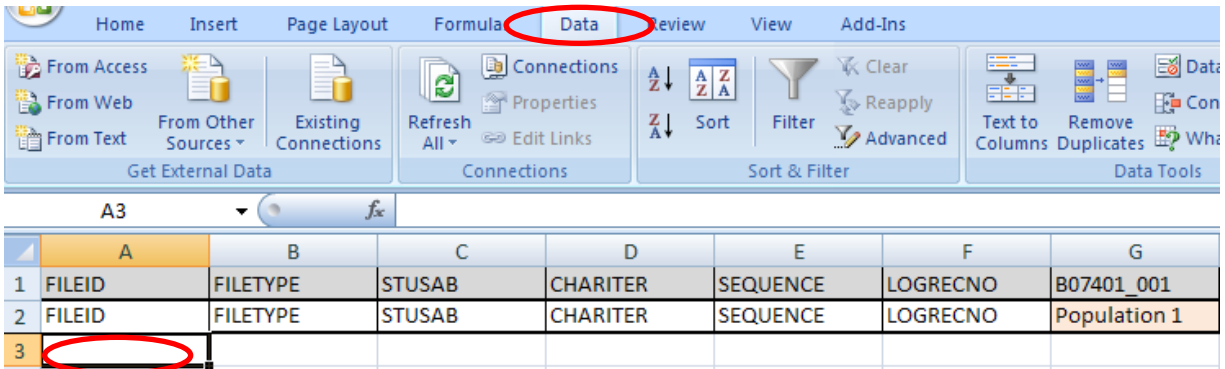 Home Insert Page Layout Formula Data Review View Add-Ins
From Access
From Web
From Text
From Other
Sources
Existing
Connections
Get External Data
Refresh
All
Connections
Properties
Edit Links
Connections
A
Z
Z
A
A Z
Z A
Sort
Filter
Clear
Reapply
Advanced
Sort & Filter
Text to
Columns
Remove
Duplicates
Data
Con
Wha
Data Tools
A3 fx
A B C D E F G
1 FILEID FILETYPE STUSAB CHARITER SEQUENCE LOGRECNO B07401_001
2 FILEID FILETYPE STUSAB CHARITER SEQUENCE LOGRECNO Population 1
3